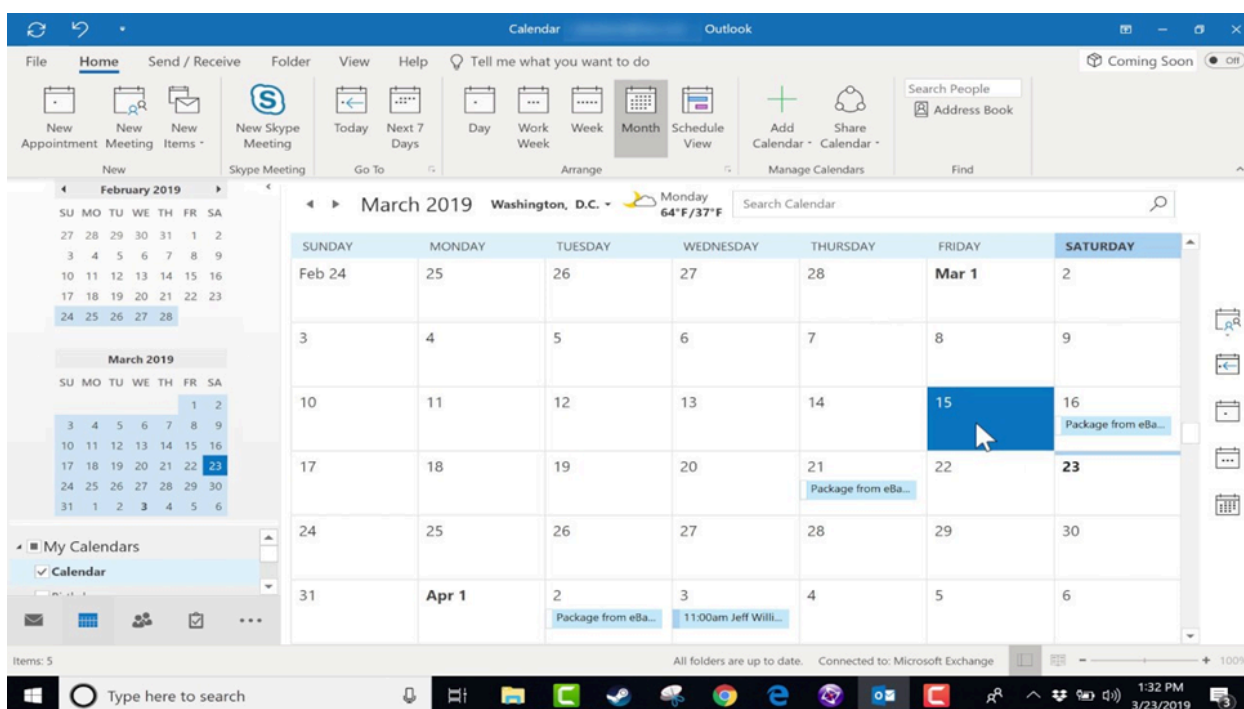 Calendar Outlook
File Home Send / Receive Folder View Help Tell me what you want to do Coming Soon Off
New Appointment
New Meeting
New Items
New Skype Meeting
Today
Next 7 Days
Day
Work Week
Week
Month
Schedule View
Add Calendar
Share Calendar
Search People
Address Book
New Skype Meeting Go To Arrange Manage Calendars Find
February 2019
SU MO TU WE TH FR SA
27 28 29 30 31 1 2
3 4 5 6 7 8 9
10 11 12 13 14 15 16
17 18 19 20 21 22 23
24 25 26 27 28
March 2019
SU MO TU WE TH FR SA
1 2
3 4 5 6 7 8 9
10 11 12 13 14 15 16
17 18 19 20 21 22 23
24 25 26 27 28 29 30
31 1 2 3 4 5 6
My Calendars
Calendar
March 2019 Washington, D.C. Monday
64°F/37°F
Search Calendar
SUNDAY MONDAY TUESDAY WEDNESDAY THURSDAY FRIDAY SATURDAY
Feb 24 25 26 27 28 Mar 1 2
3 4 5 6 7 8 9
10 11 12 13 14 15 16
Package from eBa...
17 18 19 20 21 22 23
Package from eBa...
24 25 26 27 28 29 30
31 Apr 1 2 3 4 5 6
Package from eBa... 11:00am Jeff Willi...
Items: 5 All folders are up to date. Connected to: Microsoft Exchange 100%
Type here to search 1:32 PM
3/23/2019